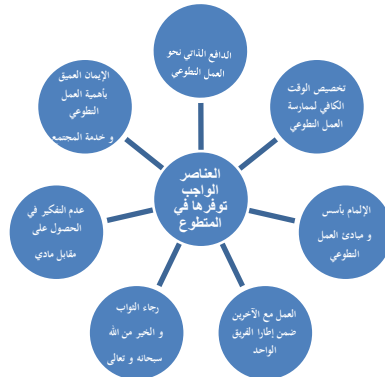 العناصر
الواجب
توفرها في
المتطوع
الدافع الذاتي نحو
العمل التطوعي
تخصيص الوقت
الكافي لممارسة
العمل التطوعي
الإلمام بأسس
و مبادئ العمل
التطوعي
العمل مع الآخرين
ضمن إطارا الفريق
الواحد
رجاء الثواب
و الخير من الله
سبحانه و تعالى
عدم التفكير في
الحصول على
مقابل مادي
الإيمان العميق
بأهمية العمل
التطوعي
و خدمة المجتمع